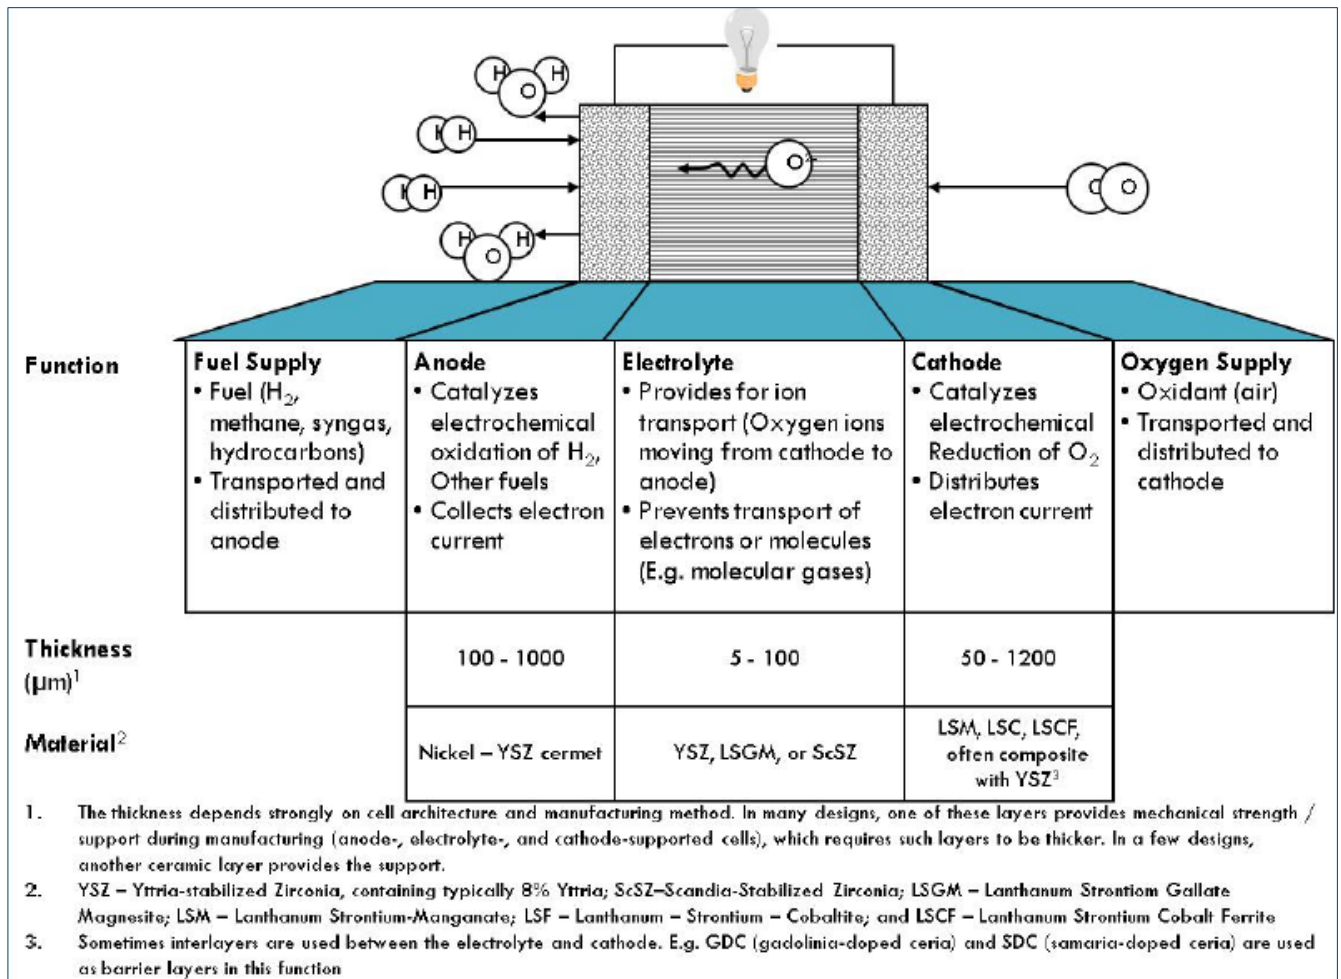 H H
O
H H
O2-
H H
O O
H H
O
Function
Fuel Supply
• Fuel (H2,
methane, syngas,
hydrocarbons)
• Transported and
distributed to
anode
Anode
• Catalyzes
electrochemical
oxidation of H2,
Other fuels
• Collects electron
current
Electrolyte
• Provides for ion
transport (Oxygen ions
moving from cathode to
anode)
• Prevents transport of
electrons or molecules
(E.g. molecular gases)
Cathode
• Catalyzes
electrochemical
Reduction of O2
• Distributes
electron current
Oxygen Supply
• Oxidant (air)
• Transported and
distributed to
cathode
Thickness
(μm)1
100 - 1000
5 - 100
50 - 1200
Material2
Nickel – YSZ cermet
YSZ, LSGM, or ScSZ
LSM, LSC, LSCF,
often composite
with YSZ3
1. The thickness depends strongly on cell architecture and manufacturing method. In many designs, one of these layers provides mechanical strength /
support during manufacturing (anode-, electrolyte-, and cathode-supported cells), which requires such layers to be thicker. In a few designs,
another ceramic layer provides the support.
2. YSZ – Yttria-stabilized Zirconia, containing typically 8% Yttria; ScSZ–Scandia-Stabilized Zirconia; LSGM – Lanthanum Strontiom Gallate
Magnesite; LSM – Lanthanum Strontium-Manganate; LSF – Lanthanum – Strontium – Cobaltite; and LSCF – Lanthanum Strontium Cobalt Ferrite
3. Sometimes interlayers are used between the electrolyte and cathode. E.g. GDC (gadolinia-doped ceria) and SDC (samaria-doped ceria) are used
as barrier layers in this function